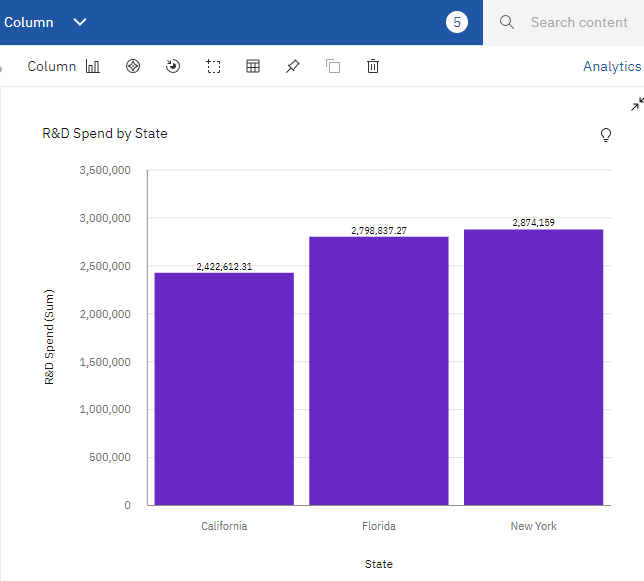 Column
5
Search content
Column
Analytics
R&D Spend by State
3,500,000
3,000,000
2,500,000
2,000,000
1,500,000
1,000,000
500,000
0
R&D Spend (Sum)
2,422,612.31
2,798,837.27
2,874,159
California
Florida
New York
State